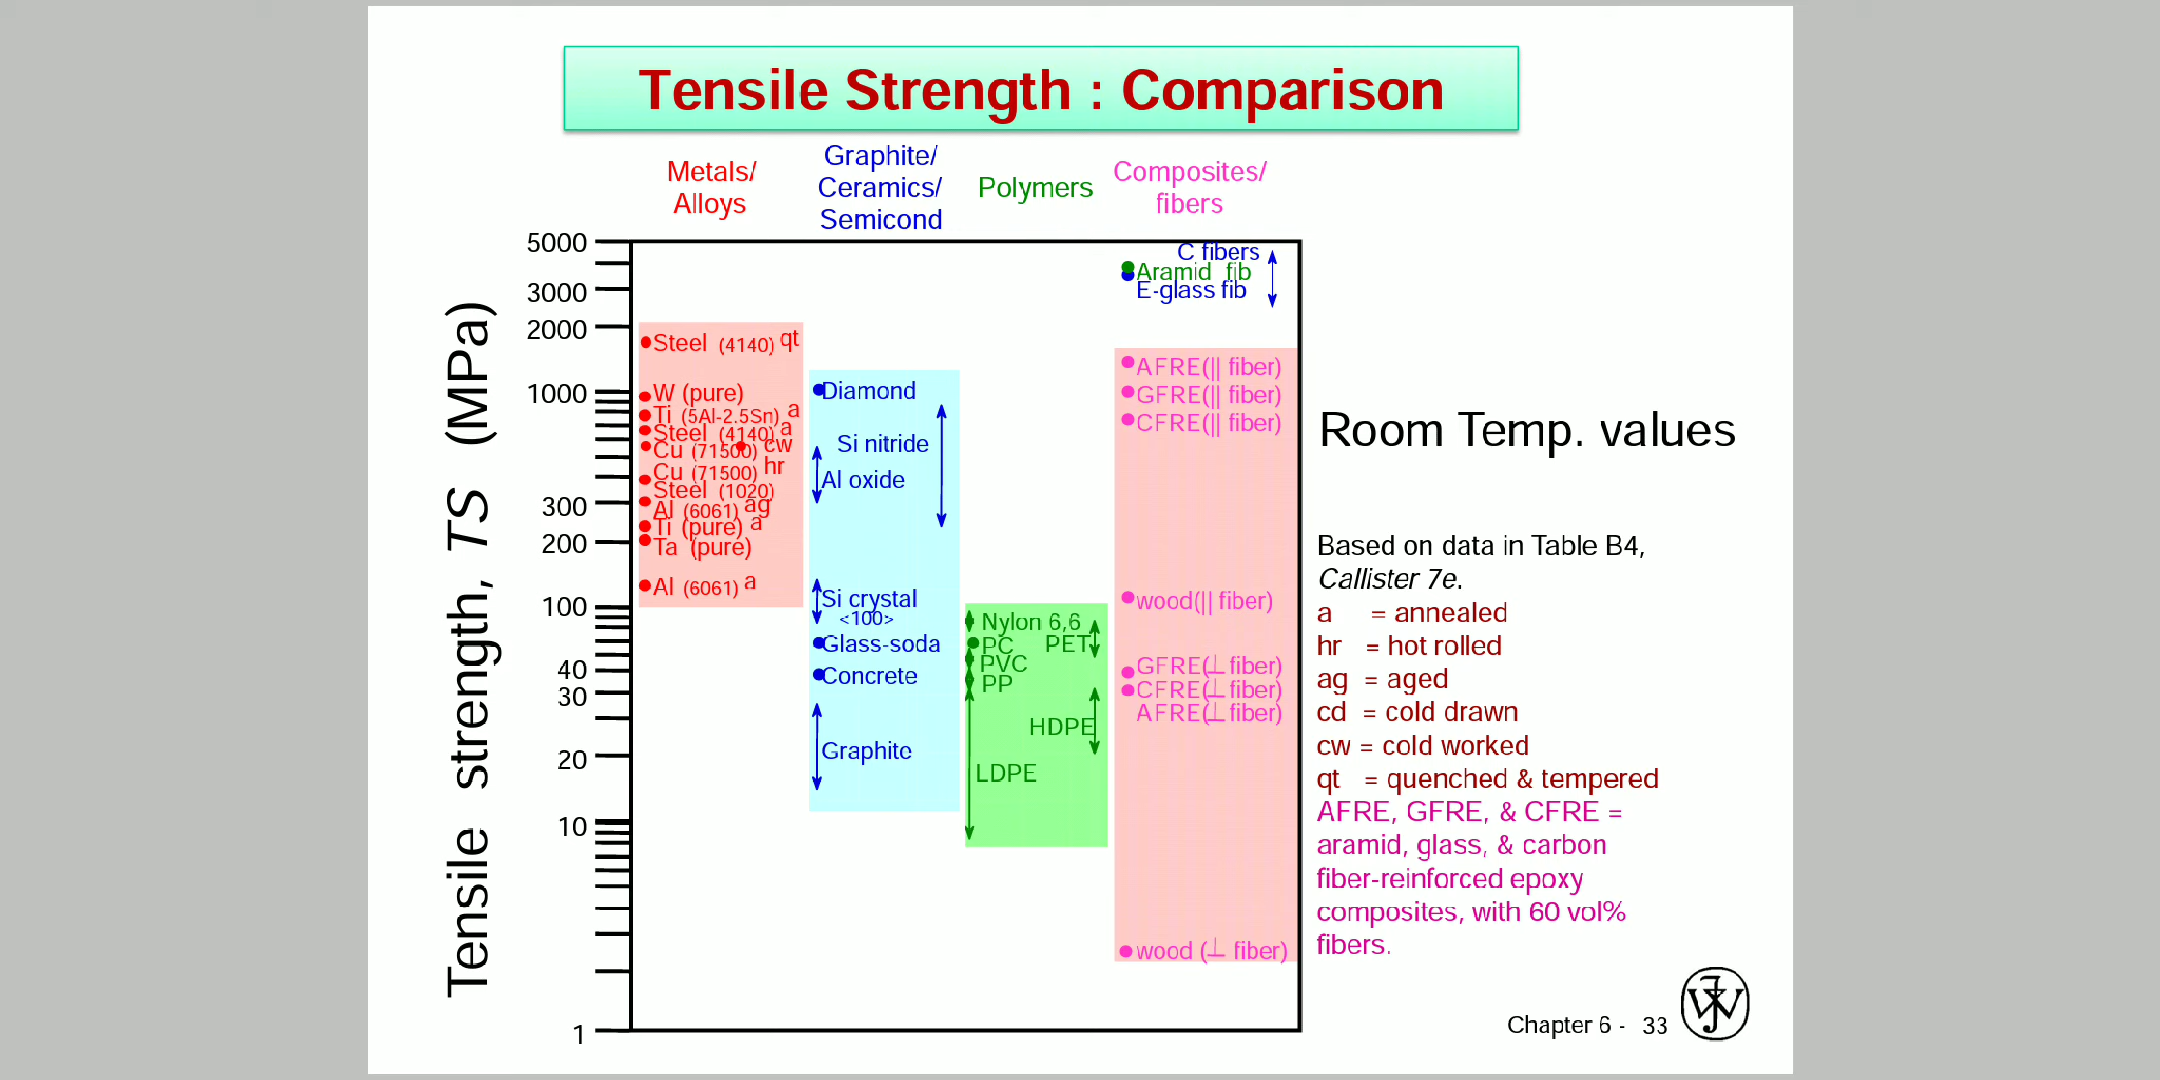 Tensile Strength : Comparison
Metals/
Alloys
Graphite/
Ceramics/
Semicond
Polymers
Composites/
fibers
Tensile strength, TS (MPa)
5000
3000
2000
1000
300
200
100
40
30
20
10
1
Steel (4140) qt
W (pure)
Ti (5Al-2.5Sn) a
Steel (4140) a
Cu (71500) cw
Cu (71500) hr
Steel (1020)
Al (6061) ag
Ti (pure) a
Ta (pure)
Al (6061) a
Diamond
Si nitride
Al oxide
Si crystal
<100>
Glass-soda
Concrete
Graphite
Nylon 6,6
PC PET
PVC
PP
HDPE
LDPE
C fibers
Aramid fib
E-glass fib
AFRE(|| fiber)
GFRE(|| fiber)
CFRE(|| fiber)
wood(|| fiber)
GFRE(⊥ fiber)
CFRE(⊥ fiber)
AFRE(⊥ fiber)
wood (⊥ fiber)
Room Temp. values
Based on data in Table B4,
Callister 7e.
a = annealed
hr = hot rolled
ag = aged
cd = cold drawn
cw = cold worked
qt = quenched & tempered
AFRE, GFRE, & CFRE =
aramid, glass, & carbon
fiber-reinforced epoxy
composites, with 60 vol%
fibers.
Chapter 6 - 33